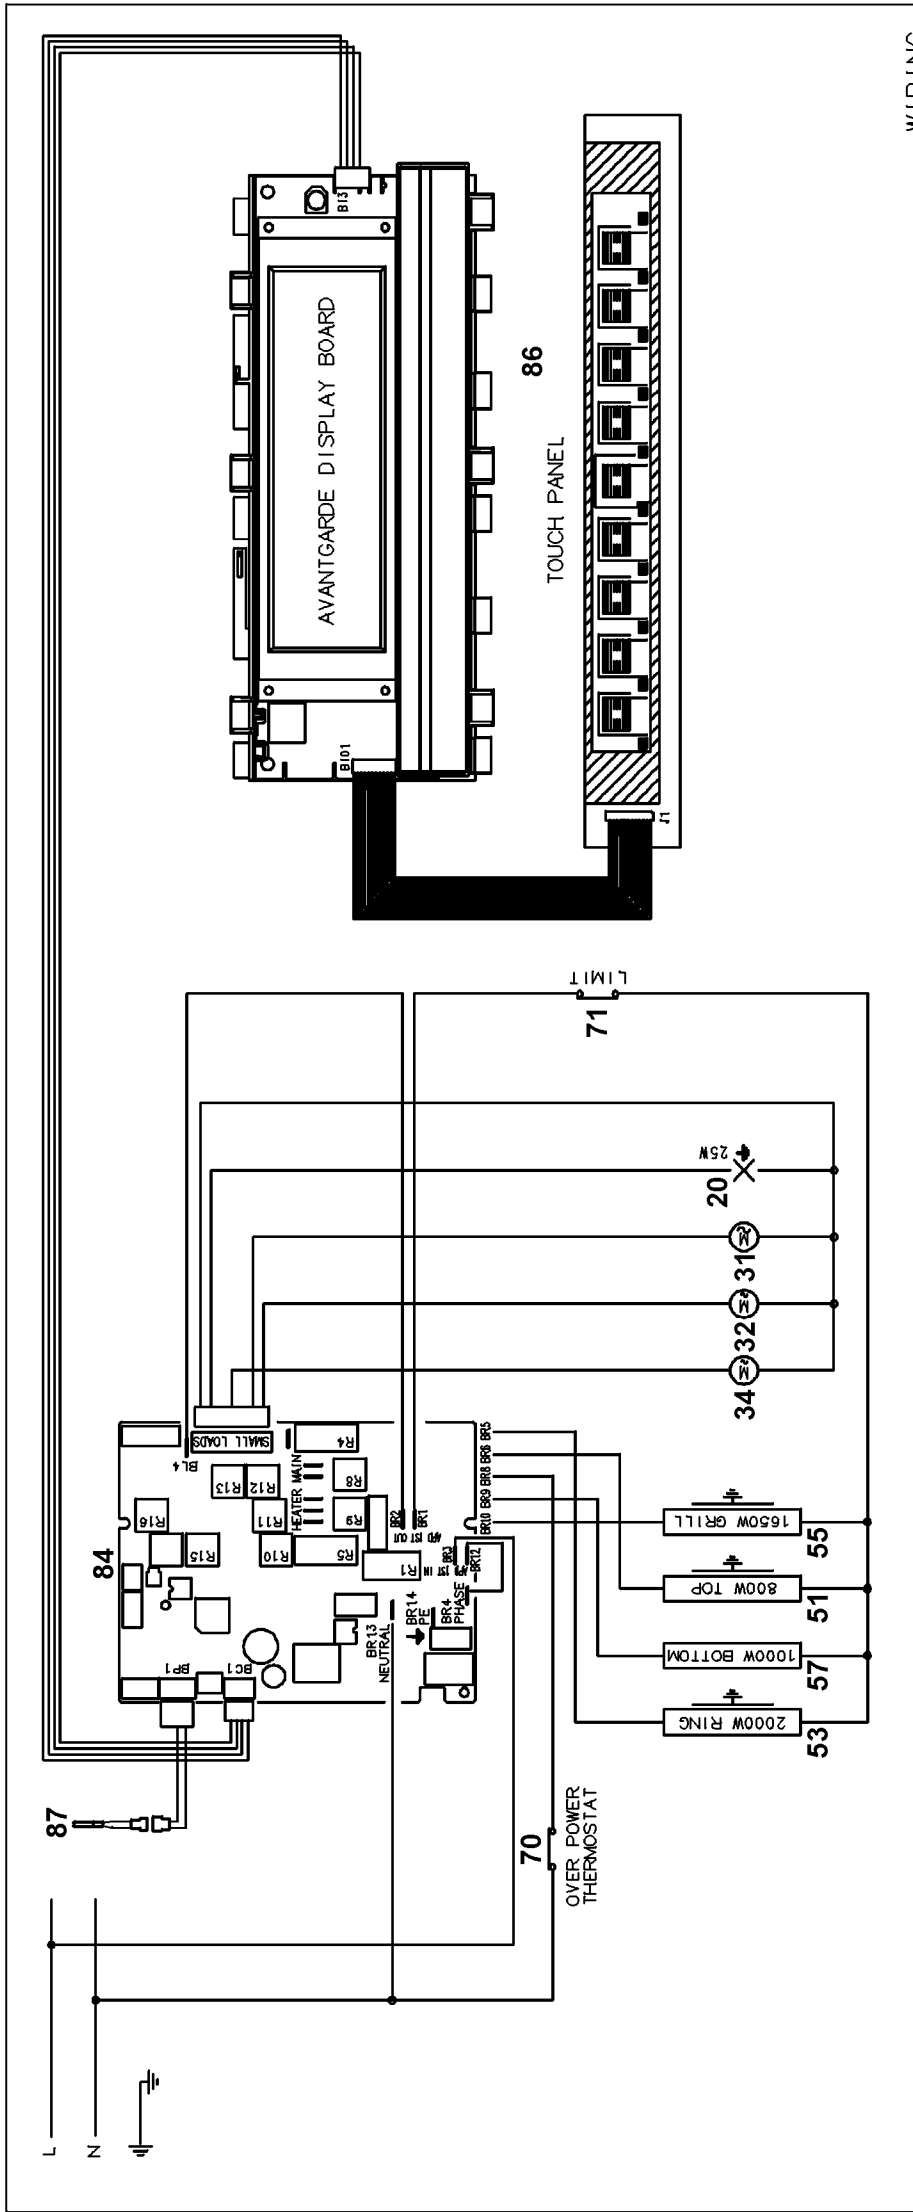 WIRING
B13
AVANTGARDE DISPLAY BOARD
B101
86
TOUCH PANEL
J1
LIMIT
71
25W
20
31
M
32
M
34
M
84
BL4
SMALL LOADS
R16
R15
R13
R12
R11
R10
R4
R8
R9
R5
R1
HEATER MAIN
BR2
BR1
BR3
BR12
BR5
BR6
BR8
BR9
BR10
BR14
PE
BR4
PHASE
BR13
NEUTRAL
BP1
BC1
87
1650W GRILL
55
800W TOP
51
1000W BOTTOM
57
2000W RING
53
70
OVER POWER
THERMOSTAT
L
N